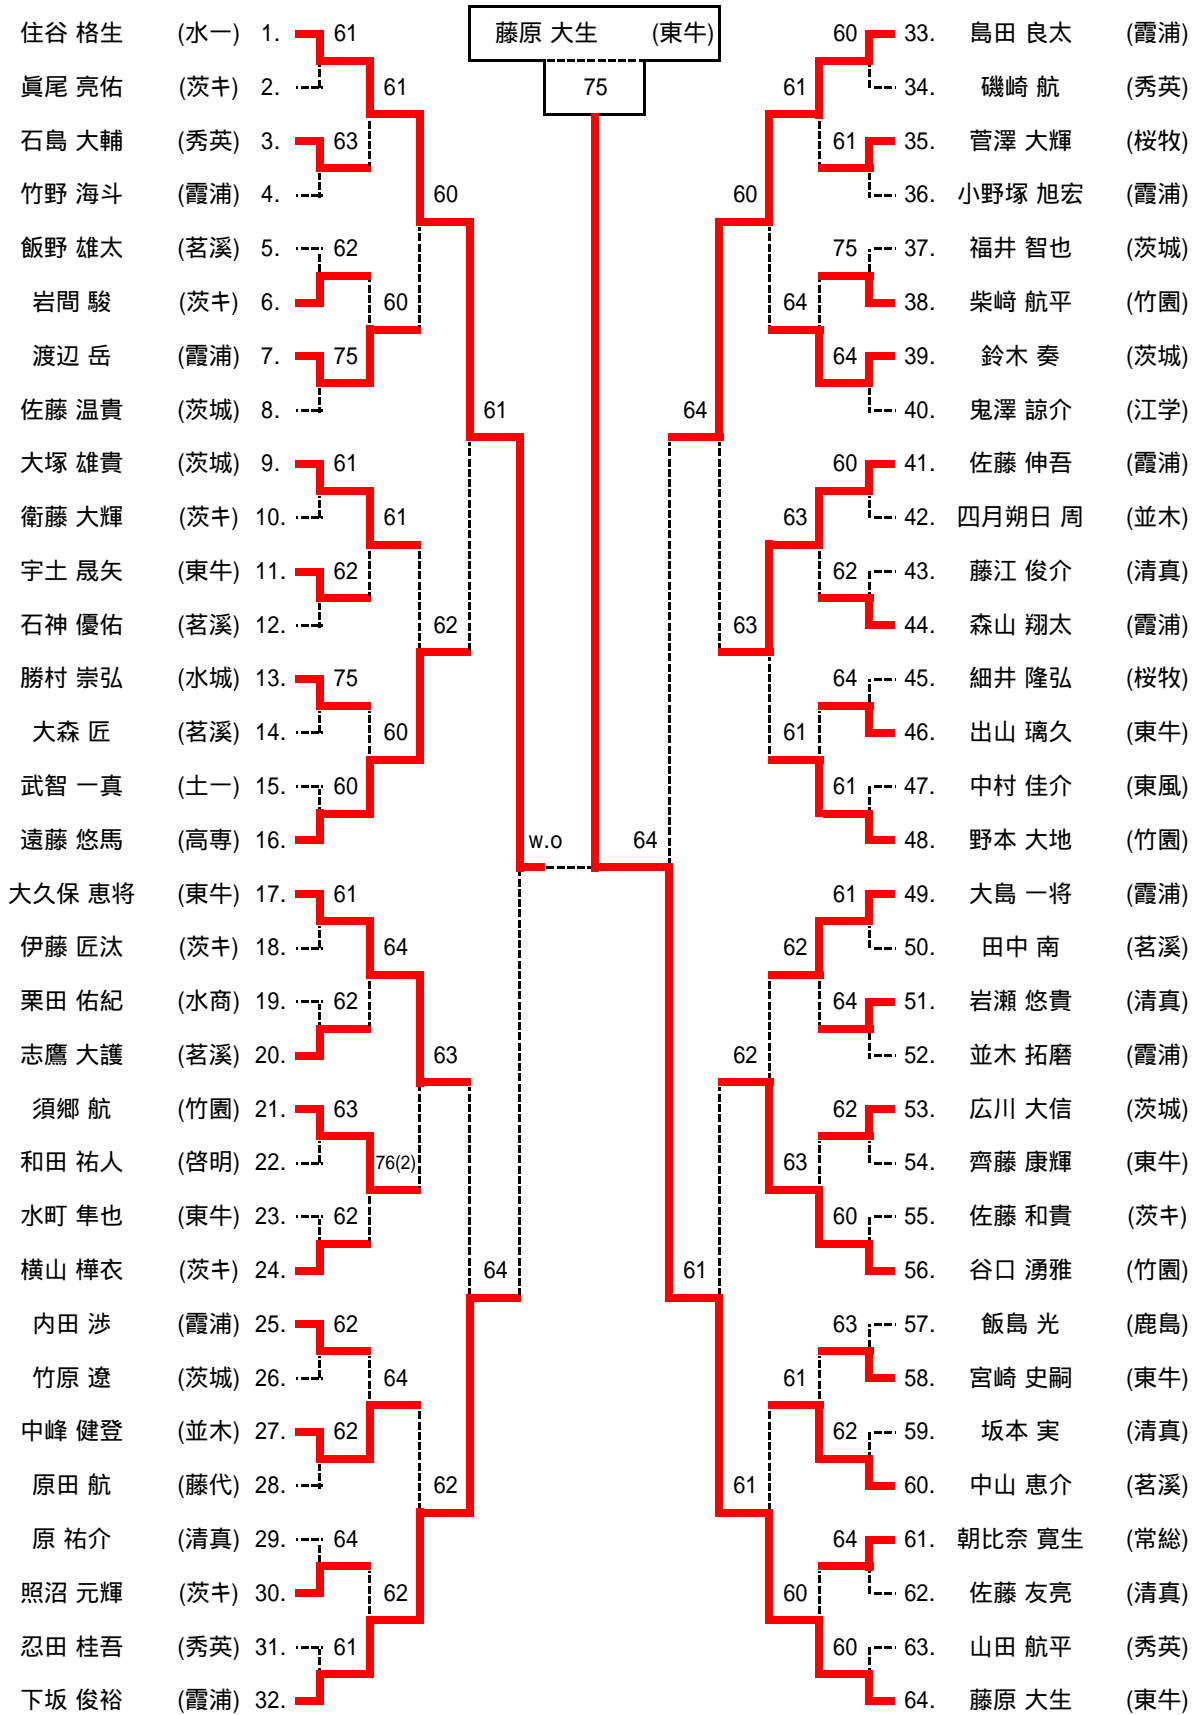 藤原 大生 (東牛)
75
住谷 格生 (水一) 1. 61
眞尾 亮佑 (茨キ) 2. 61
石島 大輔 (秀英) 3. 63
竹野 海斗 (霞浦) 4. 60
飯野 雄太 (茗溪) 5. 62
岩間 駿 (茨キ) 6. 60
渡辺 岳 (霞浦) 7. 75
佐藤 温貴 (茨城) 8. 61
大塚 雄貴 (茨城) 9. 61
衛藤 大輝 (茨キ) 10. 61
宇土 晟矢 (東牛) 11. 62
石神 優佑 (茗溪) 12. 62
勝村 崇弘 (水城) 13. 75
大森 匠 (茗溪) 14. 60
武智 一真 (土一) 15. 60
遠藤 悠馬 (高専) 16. w.o
大久保 恵将 (東牛) 17. 61
伊藤 匠汰 (茨キ) 18. 64
栗田 佑紀 (水商) 19. 62
志鷹 大護 (茗溪) 20. 63
須郷 航 (竹園) 21. 63
和田 祐人 (啓明) 22. 76(2)
水町 隼也 (東牛) 23. 62
横山 樺衣 (茨キ) 24. 64
内田 渉 (霞浦) 25. 62
竹原 遼 (茨城) 26. 64
中峰 健登 (並木) 27. 62
原田 航 (藤代) 28. 62
原 祐介 (清真) 29. 64
照沼 元輝 (茨キ) 30. 62
忍田 桂吾 (秀英) 31. 61
下坂 俊裕 (霞浦) 32.
60 33. 島田 良太 (霞浦)
61 34. 磯崎 航 (秀英)
61 35. 菅澤 大輝 (桜牧)
60 36. 小野塚 旭宏 (霞浦)
75 37. 福井 智也 (茨城)
64 38. 柴﨑 航平 (竹園)
64 39. 鈴木 奏 (茨城)
64 40. 鬼澤 諒介 (江学)
60 41. 佐藤 伸吾 (霞浦)
63 42. 四月朔日 周 (並木)
62 43. 藤江 俊介 (清真)
63 44. 森山 翔太 (霞浦)
64 45. 細井 隆弘 (桜牧)
61 46. 出山 璃久 (東牛)
61 47. 中村 佳介 (東風)
64 48. 野本 大地 (竹園)
61 49. 大島 一将 (霞浦)
62 50. 田中 南 (茗溪)
64 51. 岩瀬 悠貴 (清真)
62 52. 並木 拓磨 (霞浦)
62 53. 広川 大信 (茨城)
63 54. 齊藤 康輝 (東牛)
60 55. 佐藤 和貴 (茨キ)
61 56. 谷口 湧雅 (竹園)
63 57. 飯島 光 (鹿島)
61 58. 宮崎 史嗣 (東牛)
62 59. 坂本 実 (清真)
61 60. 中山 恵介 (茗溪)
64 61. 朝比奈 寛生 (常総)
60 62. 佐藤 友亮 (清真)
60 63. 山田 航平 (秀英)
64. 藤原 大生 (東牛)